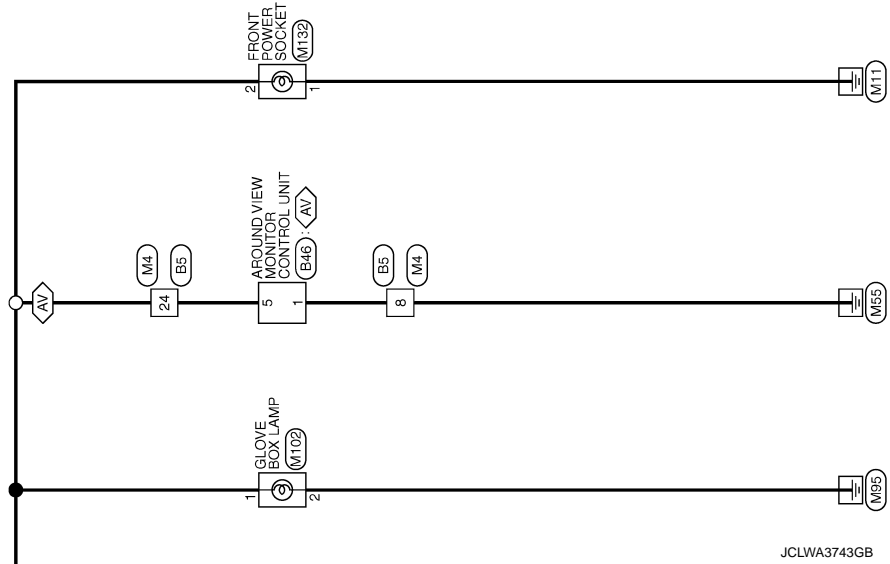 FRONT
POWER
SOCKET
M132
2
1
M11
AV
M4
B5
24
AROUND VIEW
MONITOR
CONTROL UNIT
B46 : AV
5
1
B5
M4
8
M55
GLOVE
BOX LAMP
M102
1
2
M95
JCLWA3743GB